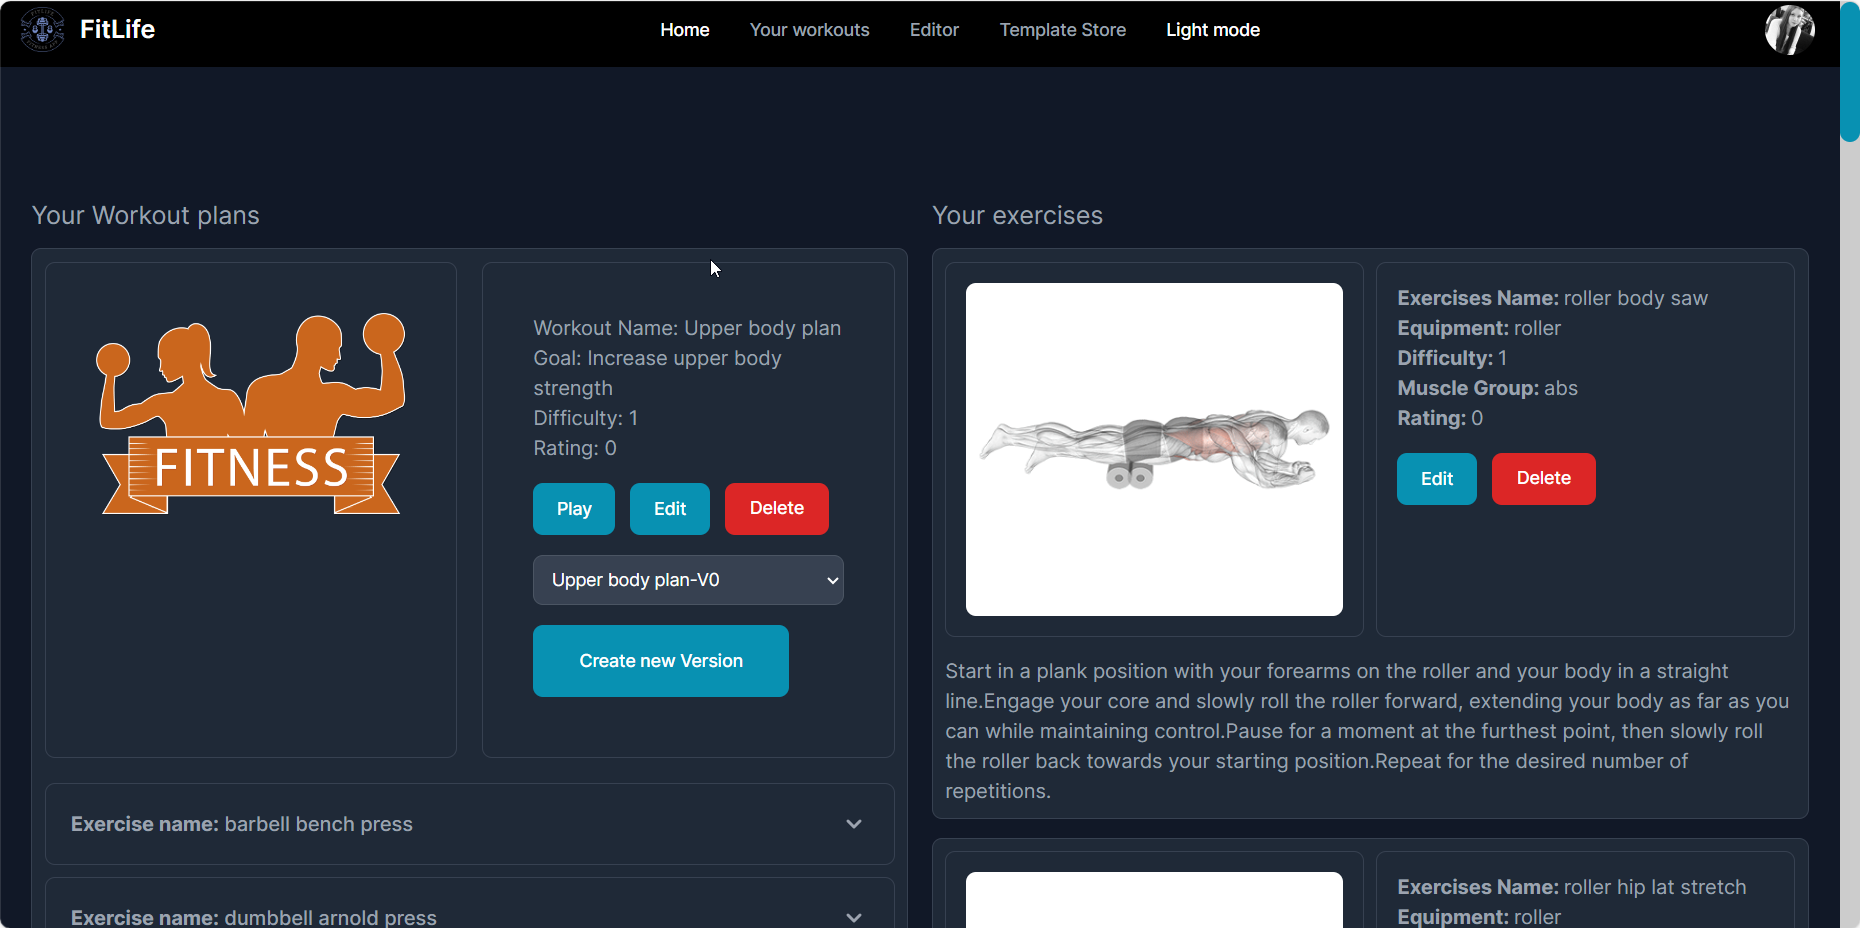 FitLife
Home
Your workouts
Editor
Template Store
Light mode
Your Workout plans
FITNESS
Workout Name: Upper body plan
Goal: Increase upper body
strength
Difficulty: 1
Rating: 0
Play
Edit
Delete
Upper body plan-V0
Create new Version
Exercise name: barbell bench press
Exercise name: dumbbell arnold press
Your exercises
Exercises Name: roller body saw
Equipment: roller
Difficulty: 1
Muscle Group: abs
Rating: 0
Edit
Delete
Start in a plank position with your forearms on the roller and your body in a straight
line.Engage your core and slowly roll the roller forward, extending your body as far as you
can while maintaining control.Pause for a moment at the furthest point, then slowly roll
the roller back towards your starting position.Repeat for the desired number of
repetitions.
Exercises Name: roller hip lat stretch
Equipment: roller